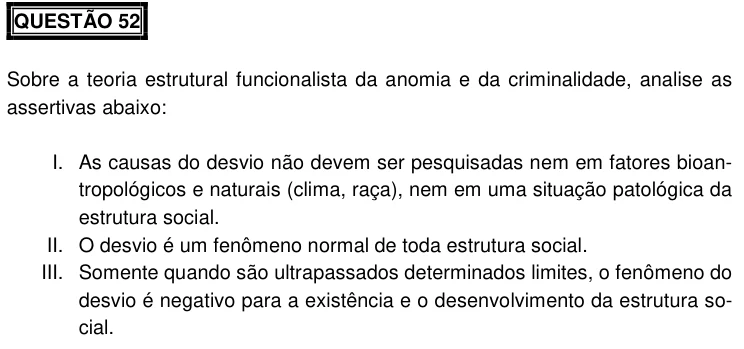 QUESTÃO 52
Sobre a teoria estrutural funcionalista da anomia e da criminalidade, analise as
assertivas abaixo:
I. As causas do desvio não devem ser pesquisadas nem em fatores bioan-
tropológicos e naturais (clima, raça), nem em uma situação patológica da
estrutura social.
II. O desvio é um fenômeno normal de toda estrutura social.
III. Somente quando são ultrapassados determinados limites, o fenômeno do
desvio é negativo para a existência e o desenvolvimento da estrutura so-
cial.